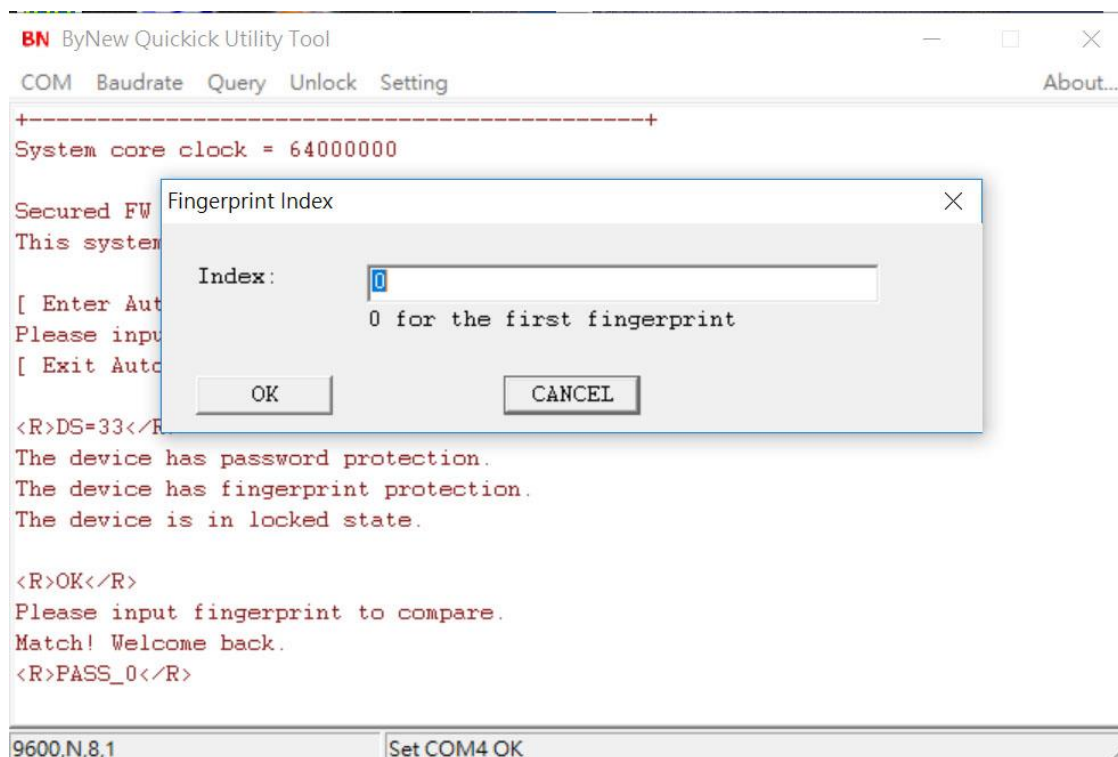 BN ByNew Quickick Utility Tool
COM Baudrate Query Unlock Setting About...
+---------------------------------------------+
System core clock = 64000000
Secured FW
This system
[ Enter Aut
Please inpu
[ Exit Auto
Fingerprint Index
Index:
0
0 for the first fingerprint
OK CANCEL
<R>DS=33</R>
The device has password protection.
The device has fingerprint protection.
The device is in locked state.
<R>OK</R>
Please input fingerprint to compare.
Match! Welcome back.
<R>PASS_0</R>
9600,N,8,1 Set COM4 OK